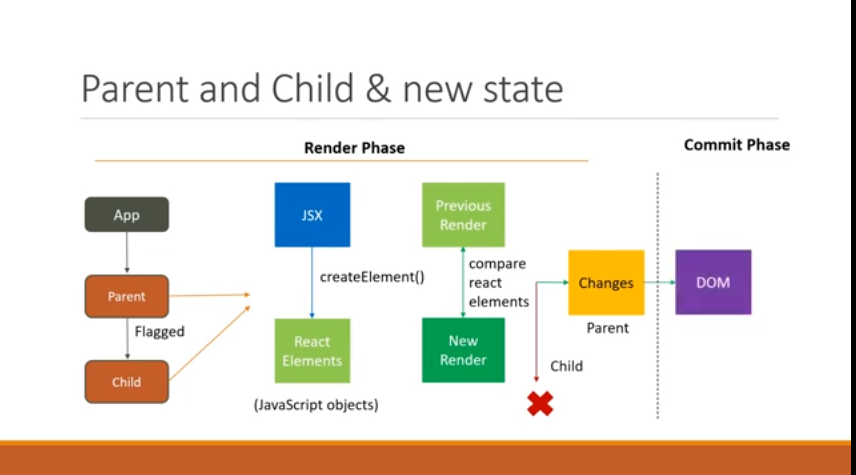 Parent and Child & new state
Render Phase
Commit Phase
App
Parent
Flagged
Child
JSX
createElement()
React
Elements
(JavaScript objects)
Previous
Render
compare
react
elements
New
Render
Changes
Parent
Child
DOM